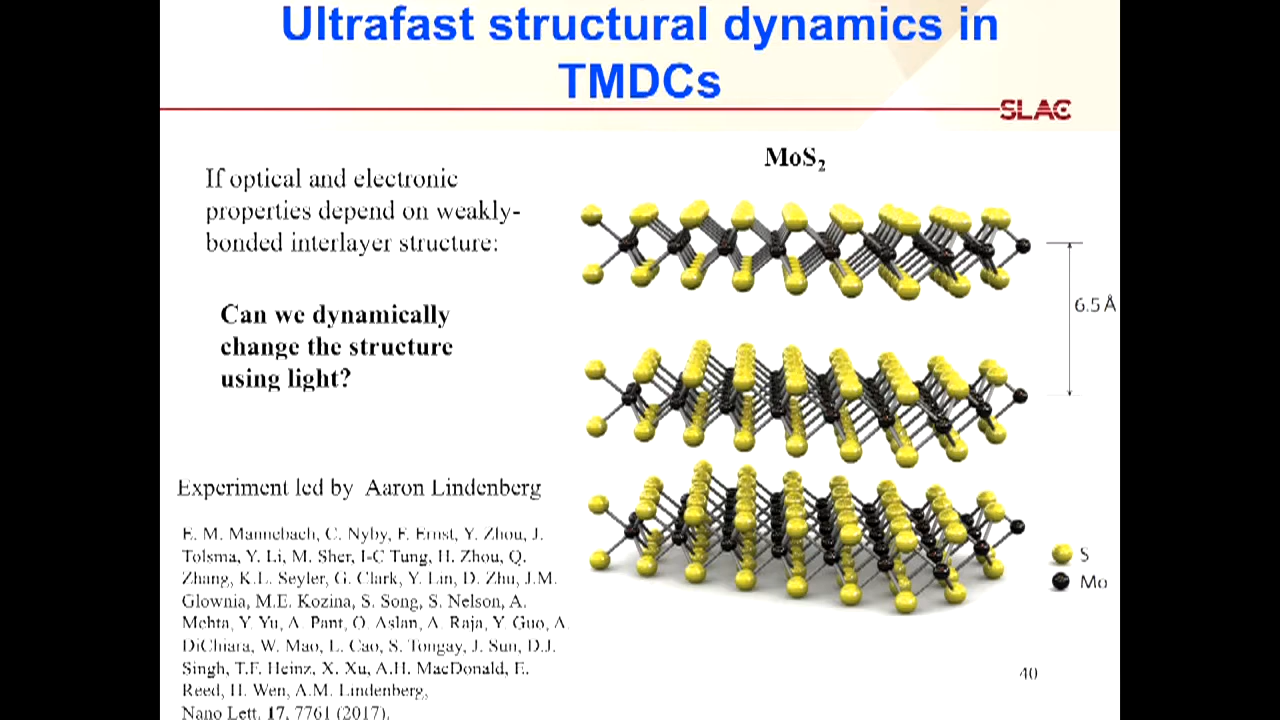 Ultrafast structural dynamics in
TMDCs
SLAC
MoS₂
If optical and electronic
properties depend on weakly-
bonded interlayer structure:
Can we dynamically
change the structure
using light?
6.5 Å
Experiment led by Aaron Lindenberg
E. M. Mannebach, C. Nyby, F. Ernst, Y. Zhou, J.
Tolsma, Y. Li, M. Sher, I-C Tung, H. Zhou, Q.
Zhang, K.L. Seyler, G. Clark, Y. Lin, D. Zhu, J.M.
Glownia, M.E. Kozina, S. Song, S. Nelson, A.
Mehta, Y. Yu, A. Pant, O. Aslan, A. Raja, Y. Guo, A.
DiChiara, W. Mao, L. Cao, S. Tongay, J. Sun, D.J.
Singh, T.F. Heinz, X. Xu, A.H. MacDonald, E.
Reed, H. Wen, A.M. Lindenberg,
Nano Lett. 17, 7761 (2017).
S
Mo
40